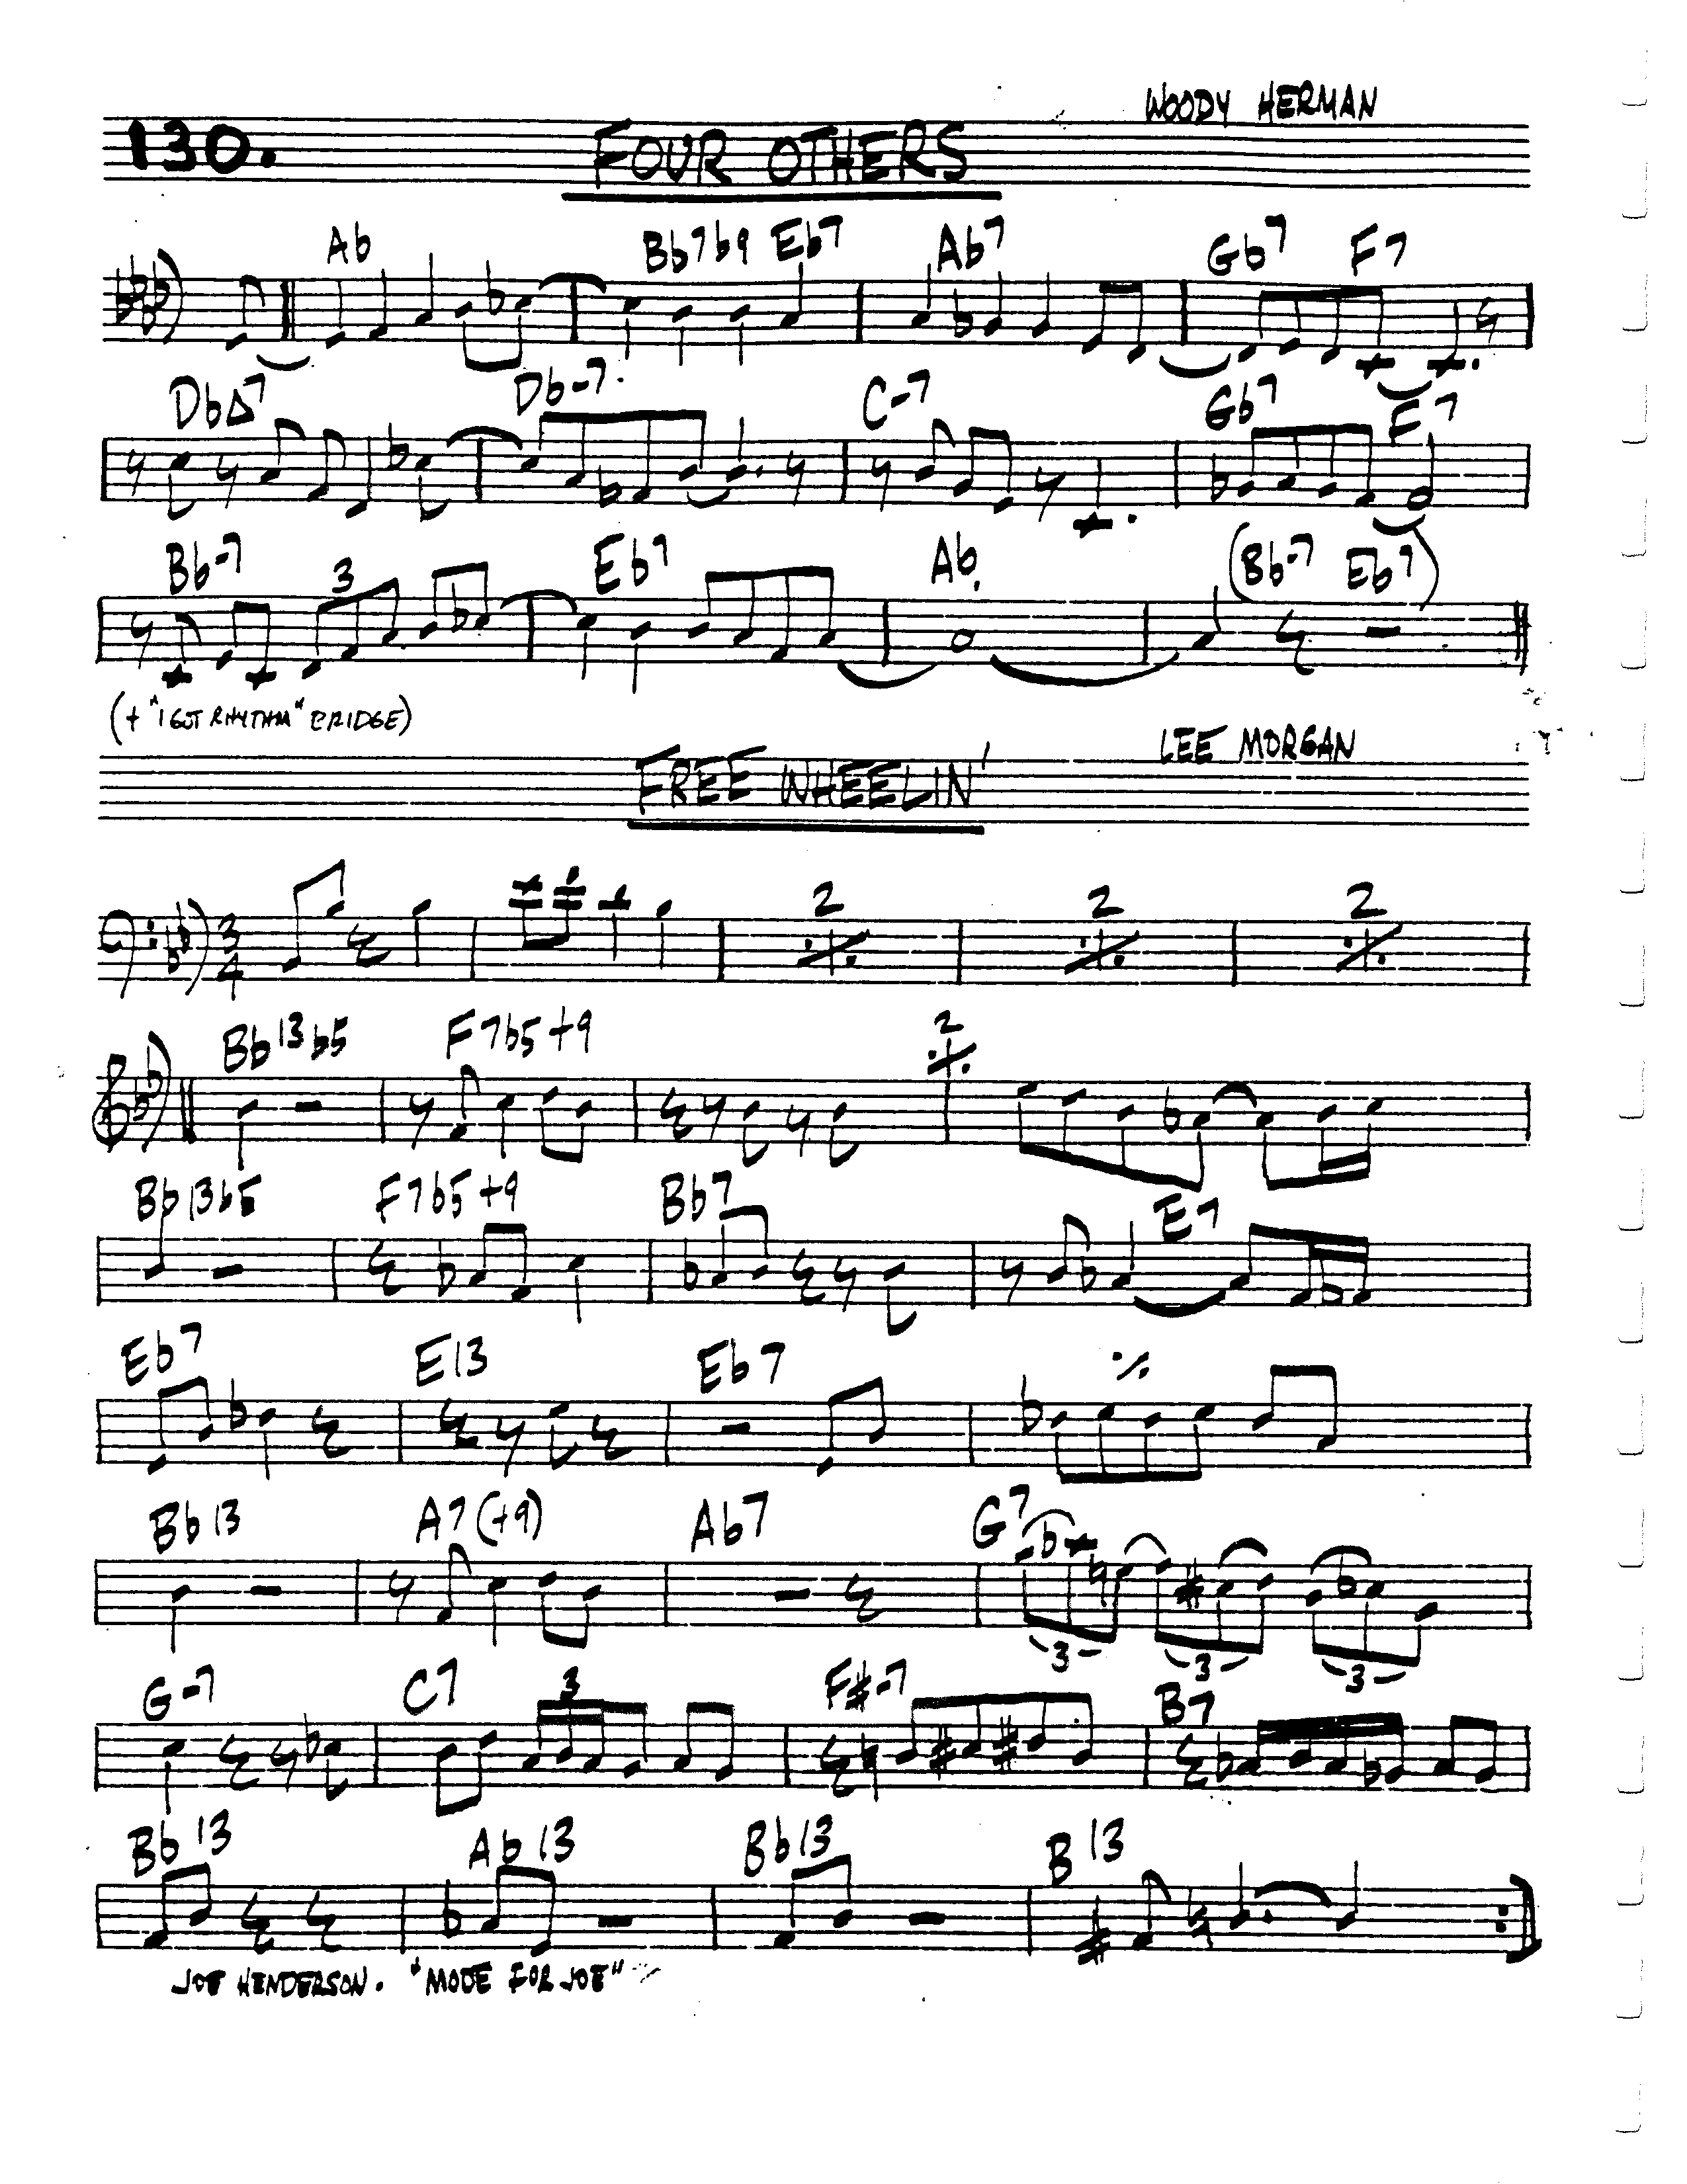 WOODY HERMAN
130. FOUR OTHERS
Ab Bb7b9 Eb7 Ab7 Gb7 F7
Db∆7 Db-7 C-7 Gb7 F7
3
Bb-7 Eb7 Ab (Bb-7 Eb7)
(+ "I GOT RHYTHM" BRIDGE)
FREE WHEELIN' LEE MORGAN
3 4 2 2 2
Bb13b5 F7b5+9 2
Bb13b5 F7b5+9 Bb7 E7
Eb7 E13 Eb7
Bb13 A7(+9) Ab7 G7
3 3 3
G-7 C7 3 F#-7 B7
Bb13 Ab13 Bb13 B13
JOE HENDERSON. "MODE FOR JOE"